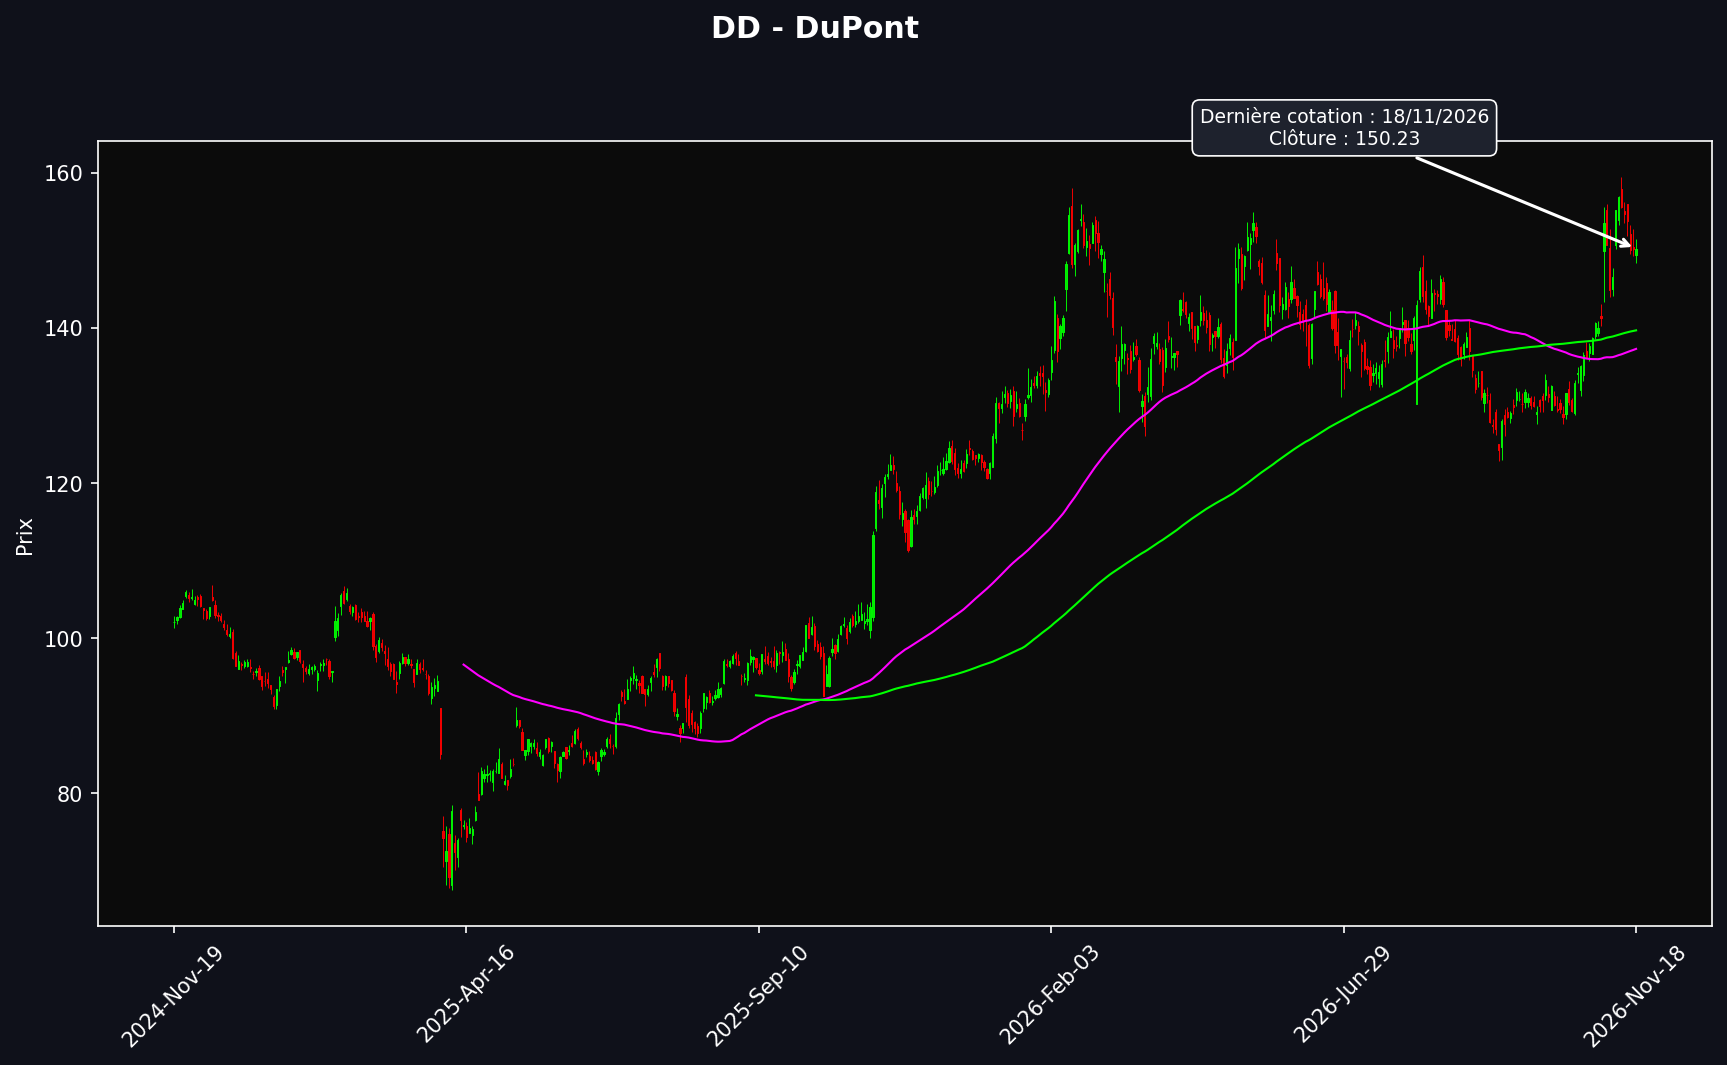 DD - DuPont
Dernière cotation : 18/11/2026
Clôture : 150.23
160
140
120
100
80
Prix
2024-Nov-19
2025-Apr-16
2025-Sep-10
2026-Feb-03
2026-Jun-29
2026-Nov-18